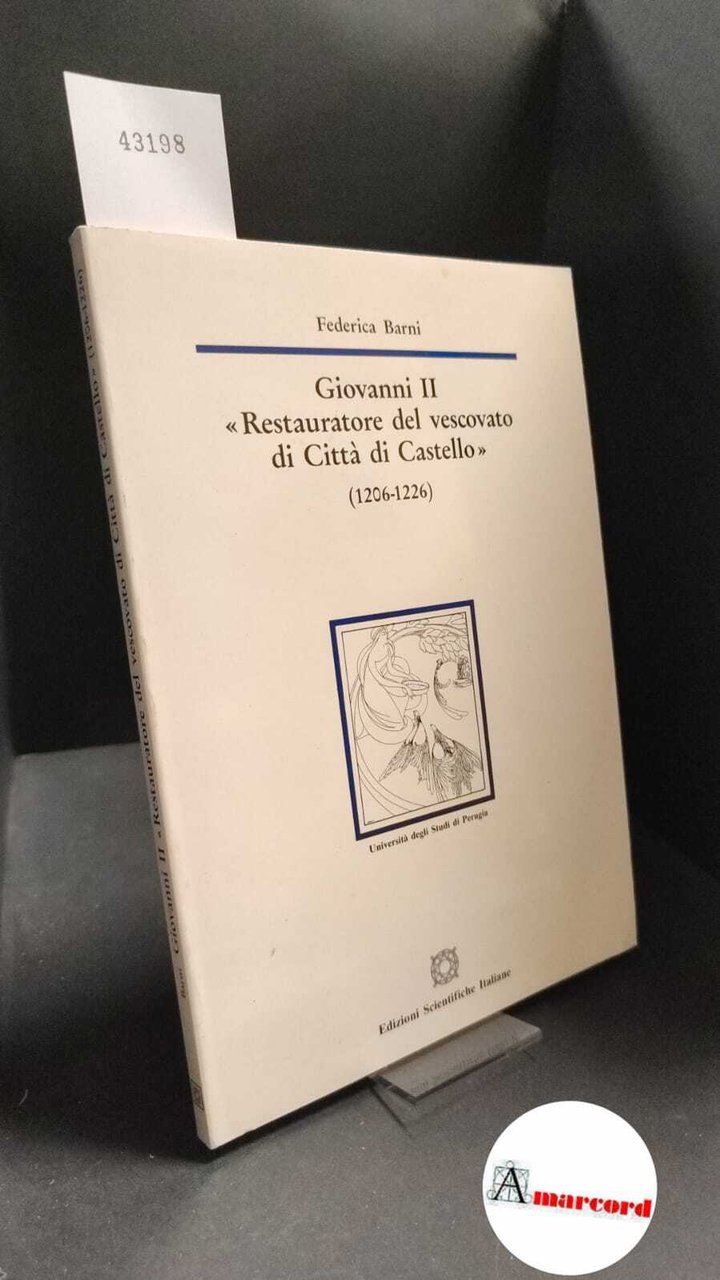 43198
Federica Barni
Giovanni II
« Restauratore del vescovato
di Città di Castello »
(1206-1226)
Università degli Studi di Perugia
Edizioni Scientifiche Italiane
Barni Giovanni II « Restauratore del vescovato di Città di Castello » (1206-1226)
Amarcord